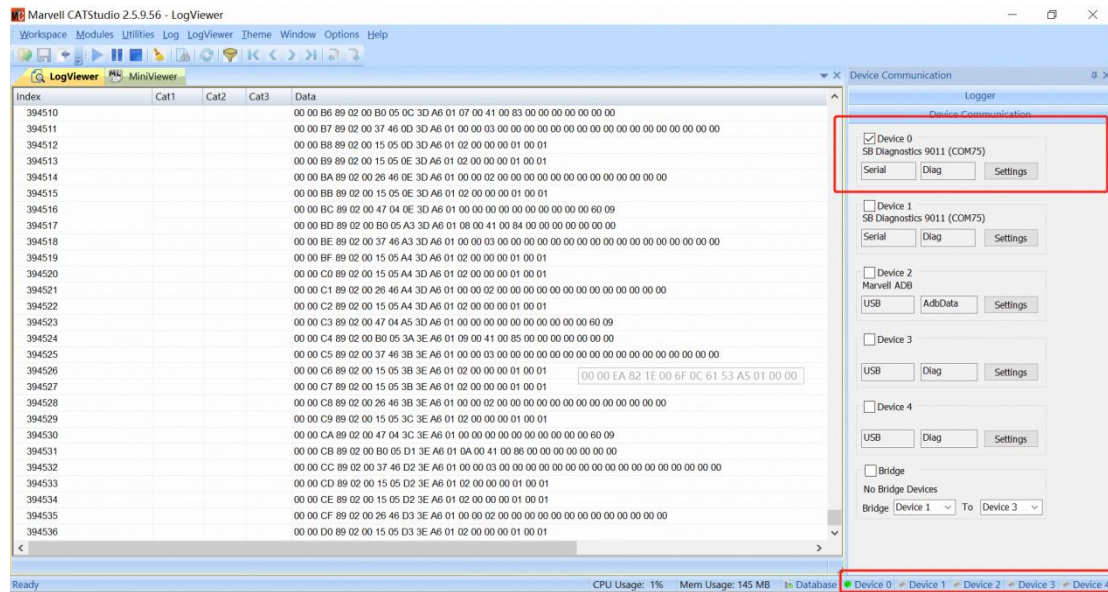 Marvell CATStudio 2.5.9.56 - LogViewer
Workspace Modules Utilities Log LogViewer Theme Window Options Help
LogViewer MiniViewer
Index Cat1 Cat2 Cat3 Data
394510 00 00 B6 89 02 00 B0 05 0C 3D A6 01 07 00 41 00 83 00 00 00 00 00 00 00
394511 00 00 B7 89 02 00 37 46 0D 3D A6 01 00 00 03 00 00 00 00 00 00 00 00 00 00 00 00 00 00 00 00 00
394512 00 00 B8 89 02 00 15 05 0D 3D A6 01 02 00 00 00 01 00 01
394513 00 00 B9 89 02 00 15 05 0E 3D A6 01 02 00 00 00 01 00 01
394514 00 00 BA 89 02 00 26 46 0E 3D A6 01 00 00 02 00 00 00 00 00 00 00 00 00 00 00 00 00
394515 00 00 BB 89 02 00 15 05 0E 3D A6 01 02 00 00 00 01 00 01
394516 00 00 BC 89 02 00 47 04 0E 3D A6 01 00 00 00 00 00 00 00 00 00 00 60 09
394517 00 00 BD 89 02 00 B0 05 A3 3D A6 01 08 00 41 00 84 00 00 00 00 00 00 00
394518 00 00 BE 89 02 00 37 46 A3 3D A6 01 00 00 03 00 00 00 00 00 00 00 00 00 00 00 00 00 00 00 00 00
394519 00 00 BF 89 02 00 15 05 A4 3D A6 01 02 00 00 00 01 00 01
394520 00 00 C0 89 02 00 15 05 A4 3D A6 01 02 00 00 00 01 00 01
394521 00 00 C1 89 02 00 26 46 A4 3D A6 01 00 00 02 00 00 00 00 00 00 00 00 00 00 00 00 00
394522 00 00 C2 89 02 00 15 05 A4 3D A6 01 02 00 00 00 01 00 01
394523 00 00 C3 89 02 00 47 04 A5 3D A6 01 00 00 00 00 00 00 00 00 00 00 60 09
394524 00 00 C4 89 02 00 B0 05 3A 3E A6 01 09 00 41 00 85 00 00 00 00 00 00 00
394525 00 00 C5 89 02 00 37 46 3B 3E A6 01 00 00 03 00 00 00 00 00 00 00 00 00 00 00 00 00 00 00 00 00
394526 00 00 C6 89 02 00 15 05 3B 3E A6 01 02 00 00 00 01 00 01
00 00 EA 82 1E 00 6F 0C 61 53 A5 01 00 00
394527 00 00 C7 89 02 00 15 05 3B 3E A6 01 02 00 00 00 01 00 01
394528 00 00 C8 89 02 00 26 46 3B 3E A6 01 00 00 02 00 00 00 00 00 00 00 00 00 00 00 00 00
394529 00 00 C9 89 02 00 15 05 3C 3E A6 01 02 00 00 00 01 00 01
394530 00 00 CA 89 02 00 47 04 3C 3E A6 01 00 00 00 00 00 00 00 00 00 00 60 09
394531 00 00 CB 89 02 00 B0 05 D1 3E A6 01 0A 00 41 00 86 00 00 00 00 00 00 00
394532 00 00 CC 89 02 00 37 46 D2 3E A6 01 00 00 03 00 00 00 00 00 00 00 00 00 00 00 00 00 00 00 00 00
394533 00 00 CD 89 02 00 15 05 D2 3E A6 01 02 00 00 00 01 00 01
394534 00 00 CE 89 02 00 15 05 D2 3E A6 01 02 00 00 00 01 00 01
394535 00 00 CF 89 02 00 26 46 D3 3E A6 01 00 00 02 00 00 00 00 00 00 00 00 00 00 00 00 00
394536 00 00 D0 89 02 00 15 05 D3 3E A6 01 02 00 00 00 01 00 01
Device Communication
Logger
Device Communication
Device 0
SB Diagnostics 9011 (COM75)
Serial Diag Settings
Device 1
SB Diagnostics 9011 (COM75)
Serial Diag Settings
Device 2
Marvell ADB
USB AdbData Settings
Device 3
USB Diag Settings
Device 4
USB Diag Settings
Bridge
No Bridge Devices
Bridge Device 1 To Device 3
Ready CPU Usage: 1% Mem Usage: 145 MB Database Device 0 Device 1 Device 2 Device 3 Device 4